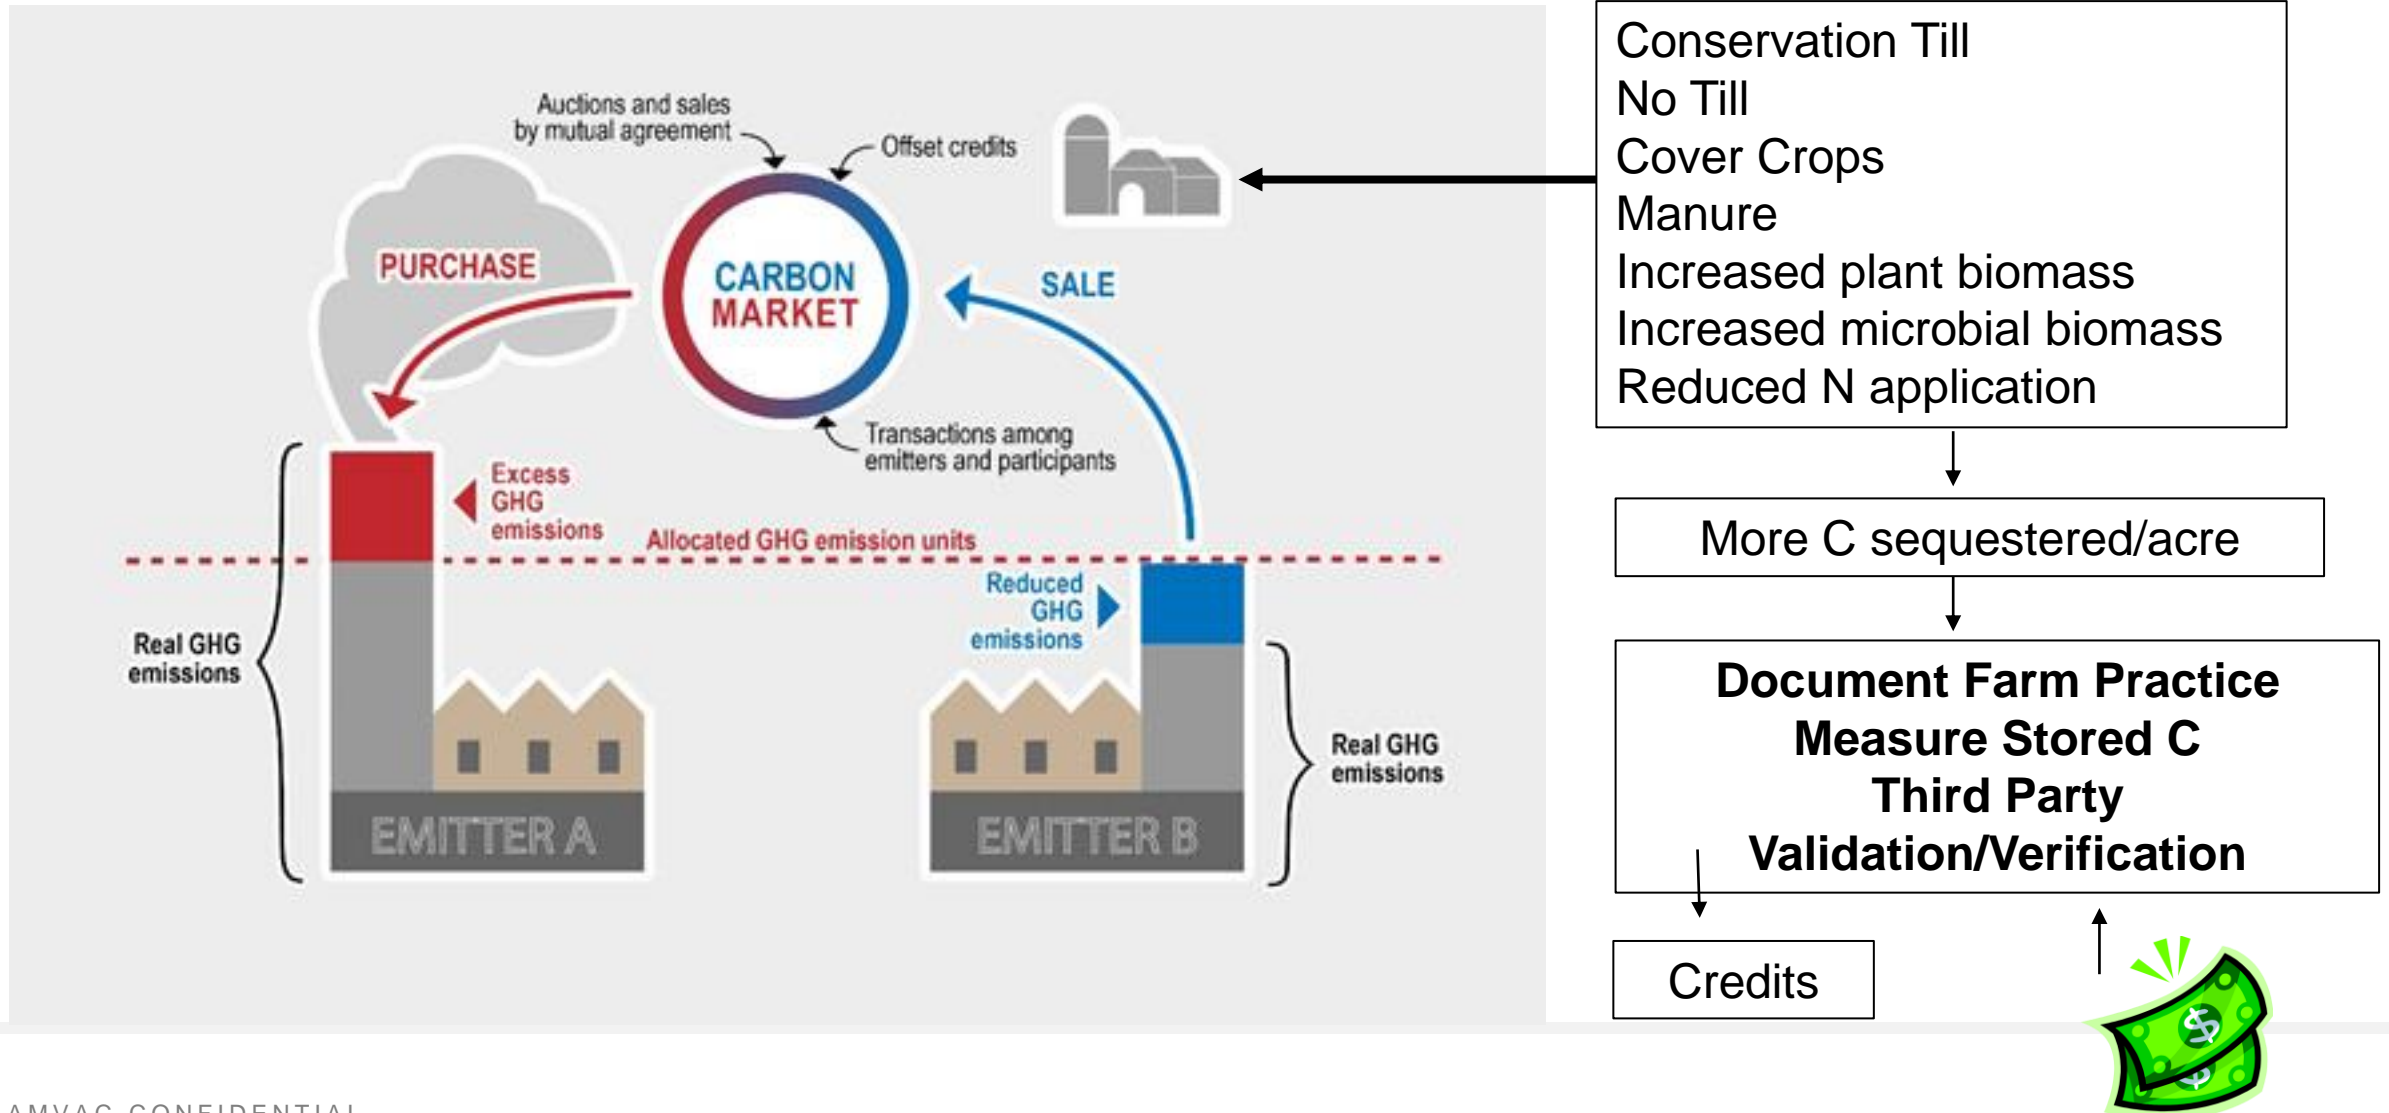 Auctions and sales
by mutual agreement
Offset credits
PURCHASE
CARBON
MARKET
SALE
Transactions among
emitters and participants
Excess
GHG
emissions
Allocated GHG emission units
Reduced
GHG
emissions
Real GHG
emissions
Real GHG
emissions
EMITTER A
EMITTER B
Conservation Till
No Till
Cover Crops
Manure
Increased plant biomass
Increased microbial biomass
Reduced N application
More C sequestered/acre
Document Farm Practice
Measure Stored C
Third Party
Validation/Verification
Credits
$
$
AMVAC CONFIDENTIAL